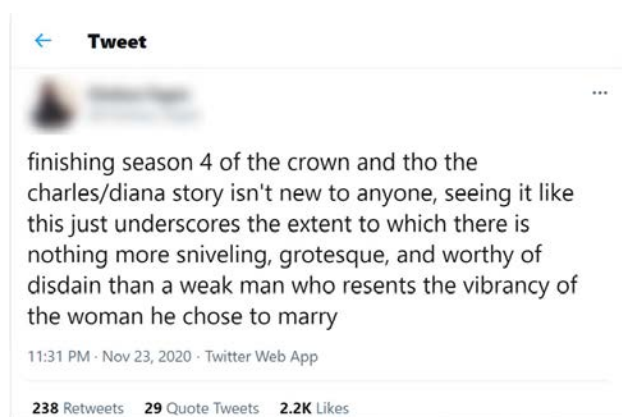 Tweet
finishing season 4 of the crown and tho the
charles/diana story isn't new to anyone, seeing it like
this just underscores the extent to which there is
nothing more sniveling, grotesque, and worthy of
disdain than a weak man who resents the vibrancy of
the woman he chose to marry
11:31 PM · Nov 23, 2020 · Twitter Web App
238 Retweets 29 Quote Tweets 2.2K Likes